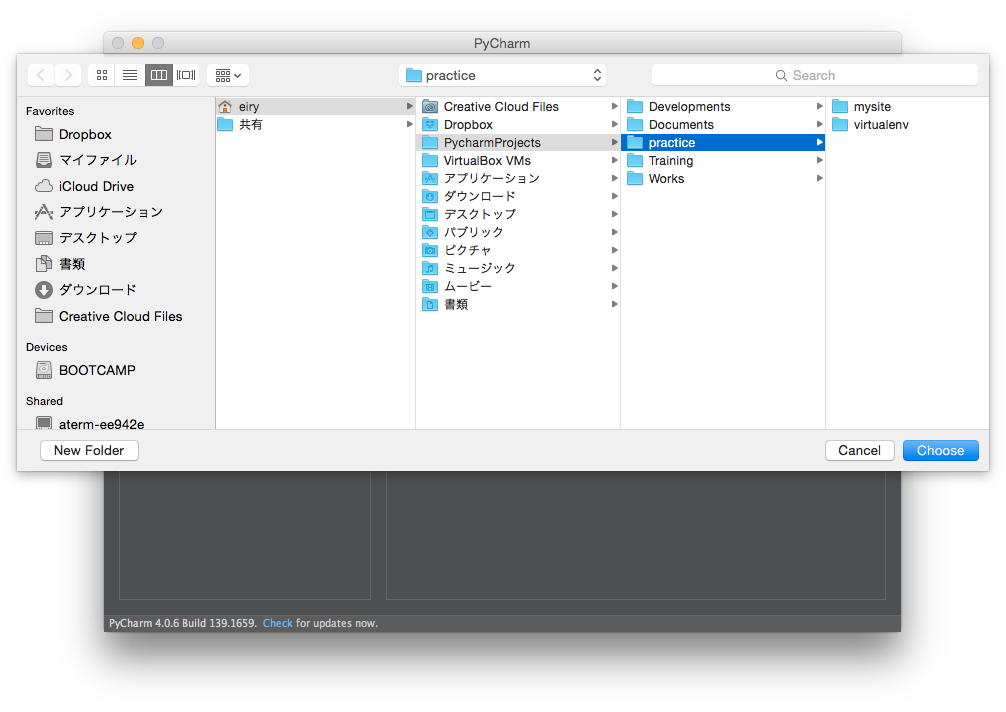 PyCharm
practice
Search
Favorites
Dropbox
マイファイル
iCloud Drive
アプリケーション
デスクトップ
書類
ダウンロード
Creative Cloud Files
Devices
BOOTCAMP
Shared
aterm-ee942e
eiry
共有
Creative Cloud Files
Dropbox
PycharmProjects
VirtualBox VMs
アプリケーション
ダウンロード
デスクトップ
パブリック
ピクチャ
ミュージック
ムービー
書類
Developments
Documents
practice
Training
Works
mysite
virtualenv
New Folder
Cancel
Choose
PyCharm 4.0.6 Build 139.1659. Check for updates now.